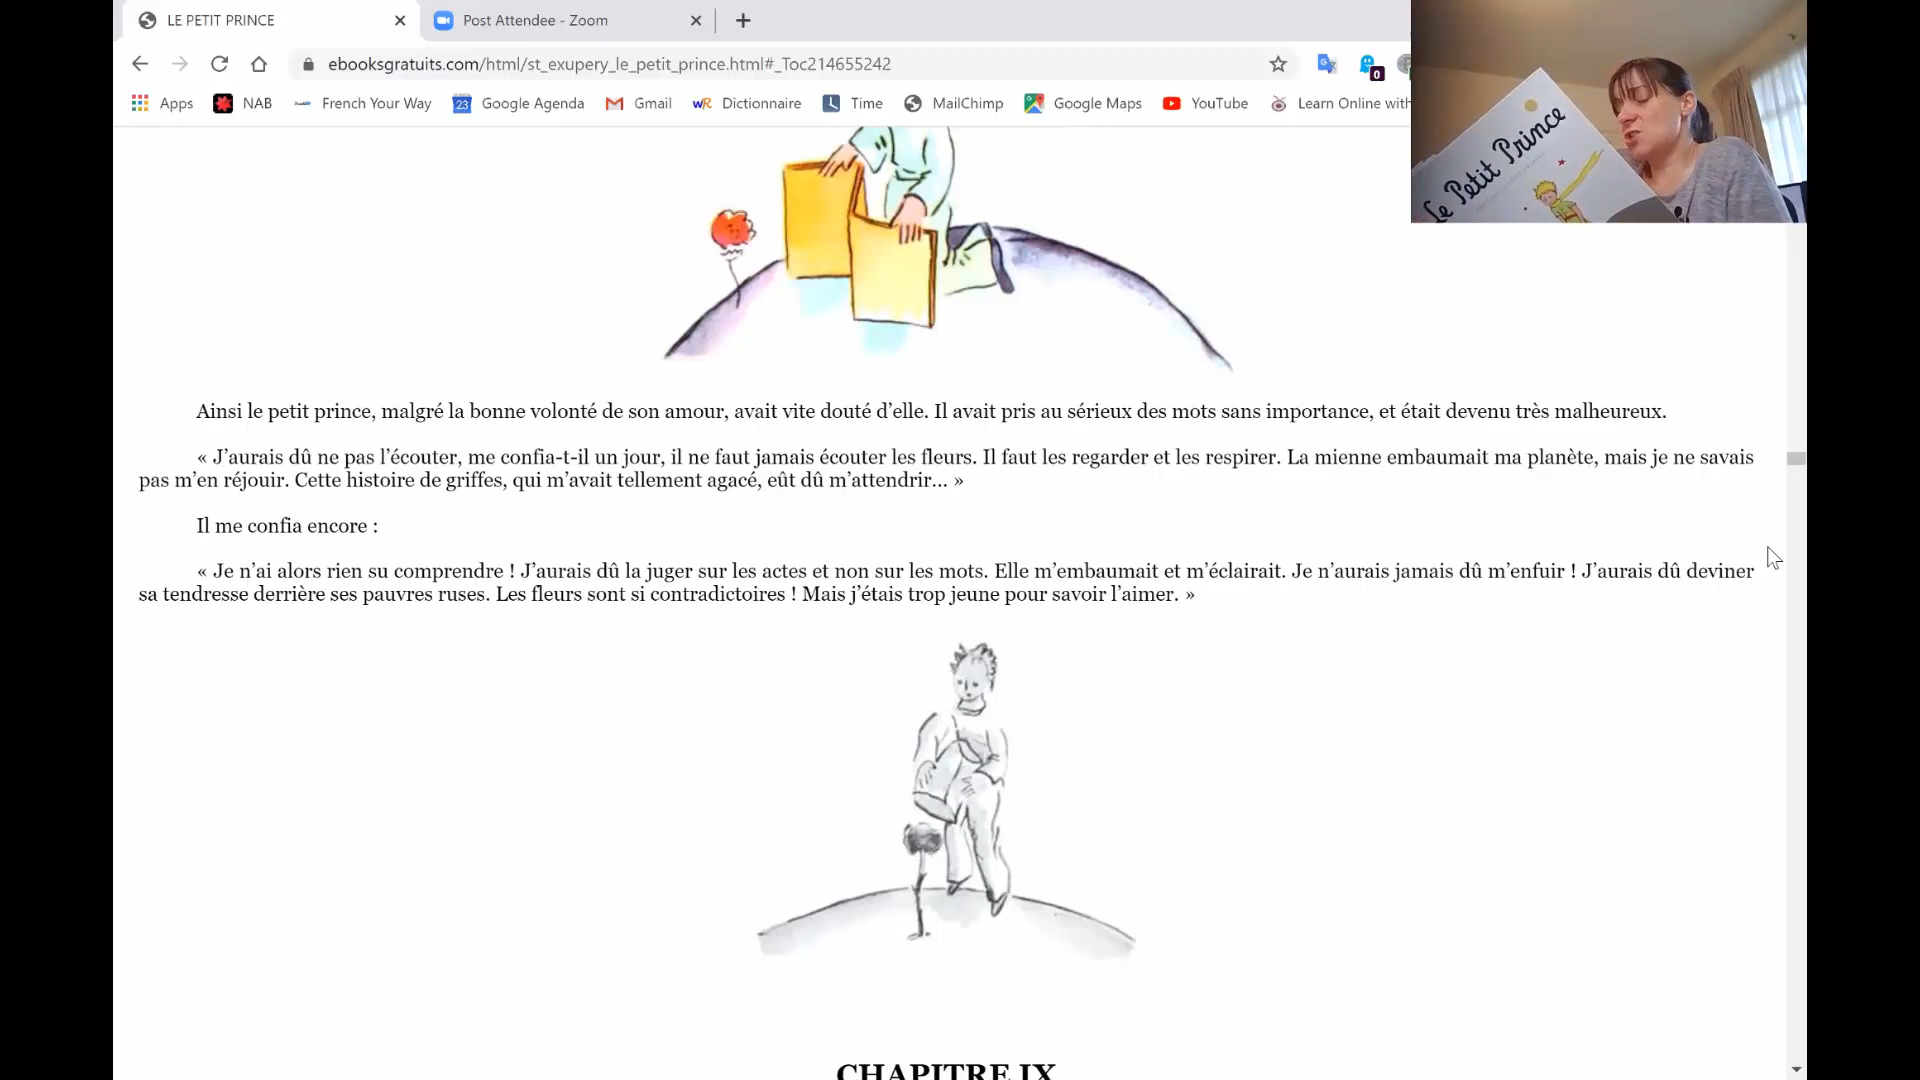 LE PETIT PRINCE
Post Attendee - Zoom
ebooksgratuits.com/html/st_exupery_le_petit_prince.html#_Toc214655242
0
Apps NAB French Your Way 23 Google Agenda Gmail wR Dictionnaire Time MailChimp Google Maps YouTube Learn Online with
Le Petit Prince
Ainsi le petit prince, malgré la bonne volonté de son amour, avait vite douté d’elle. Il avait pris au sérieux des mots sans importance, et était devenu très malheureux.
« J’aurais dû ne pas l’écouter, me confia-t-il un jour, il ne faut jamais écouter les fleurs. Il faut les regarder et les respirer. La mienne embaumait ma planète, mais je ne savais
pas m’en réjouir. Cette histoire de griffes, qui m’avait tellement agacé, eût dû m’attendrir... »
Il me confia encore :
« Je n’ai alors rien su comprendre ! J’aurais dû la juger sur les actes et non sur les mots. Elle m’embaumait et m’éclairait. Je n’aurais jamais dû m’enfuir ! J’aurais dû deviner
sa tendresse derrière ses pauvres ruses. Les fleurs sont si contradictoires ! Mais j’étais trop jeune pour savoir l’aimer. »
CHAPITRE IX